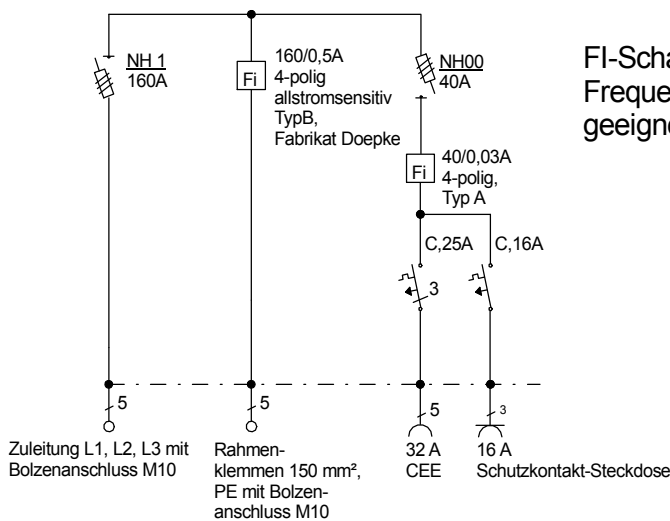 NH 1
160A
Fi
160/0,5A
4-polig
allstromsensitiv
TypB,
Fabrikat Doepke
NH00
40A
FI-Scha
Freque
geeign
Fi
40/0,03A
4-polig,
Typ A
C,25A
C,16A
3
5
5
5
3
Zuleitung L1, L2, L3 mit
Bolzenanschluss M10
Rahmen-
klemmen 150 mm²,
PE mit Bolzen-
anschluss M10
32 A
CEE
16 A
Schutzkontakt-Steckdose